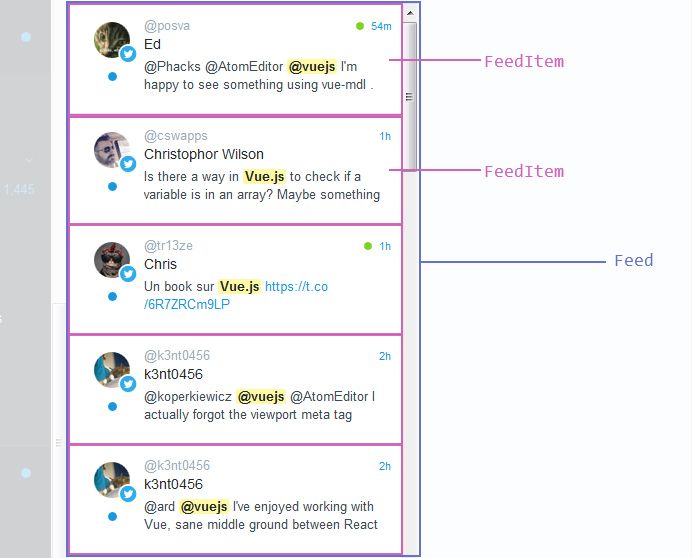 @posva
54m
Ed
@Phacks @AtomEditor @vuejs I'm
happy to see something using vue-mdl .
FeedItem
@cswapps
1h
Christophor Wilson
Is there a way in Vue.js to check if a
variable is in an array? Maybe something
FeedItem
1,445
@tr13ze
1h
Chris
Un book sur Vue.js https://t.co
/6R7ZRCm9LP
Feed
@k3nt0456
2h
k3nt0456
@koperkiewicz @vuejs @AtomEditor I
actually forgot the viewport meta tag
@k3nt0456
2h
k3nt0456
@ard @vuejs I've enjoyed working with
Vue, sane middle ground between React